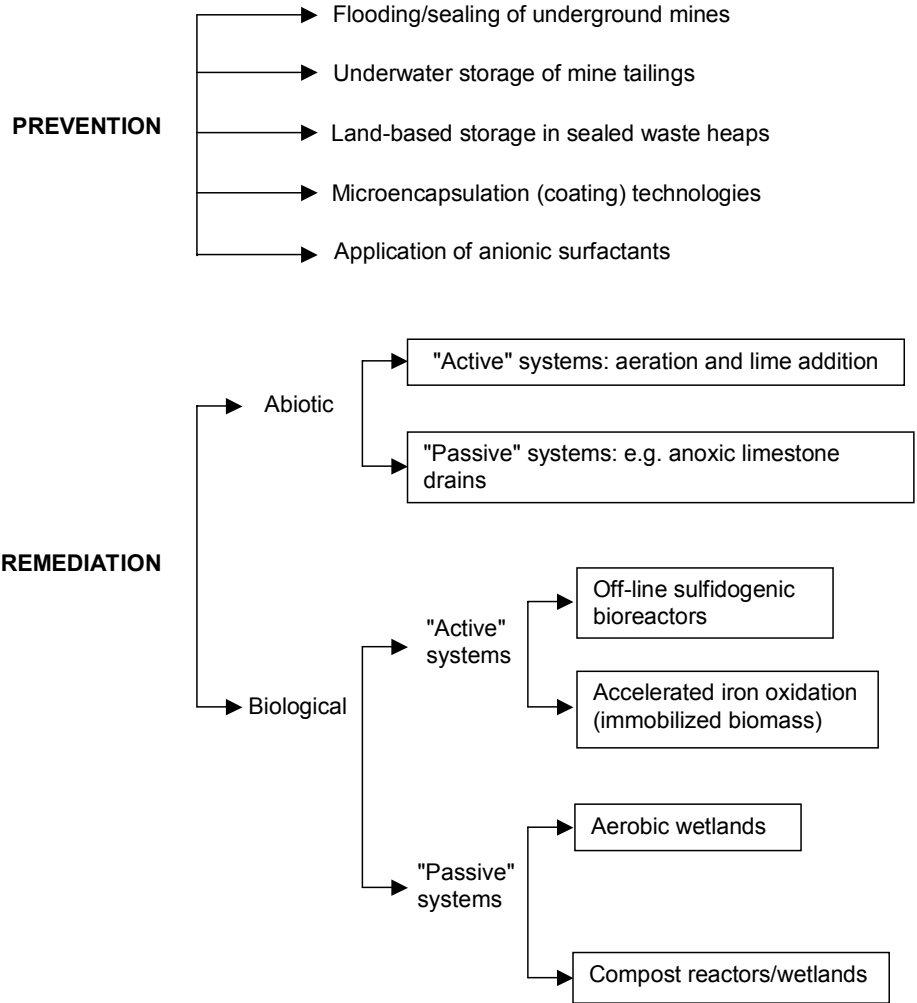 Flooding/sealing of underground mines
Underwater storage of mine tailings
PREVENTION
Land-based storage in sealed waste heaps
Microencapsulation (coating) technologies
Application of anionic surfactants
"Active" systems: aeration and lime addition
Abiotic
"Passive" systems: e.g. anoxic limestone
drains
REMEDIATION
Off-line sulfidogenic
bioreactors
"Active"
systems
Accelerated iron oxidation
(immobilized biomass)
Biological
Aerobic wetlands
"Passive"
systems
Compost reactors/wetlands